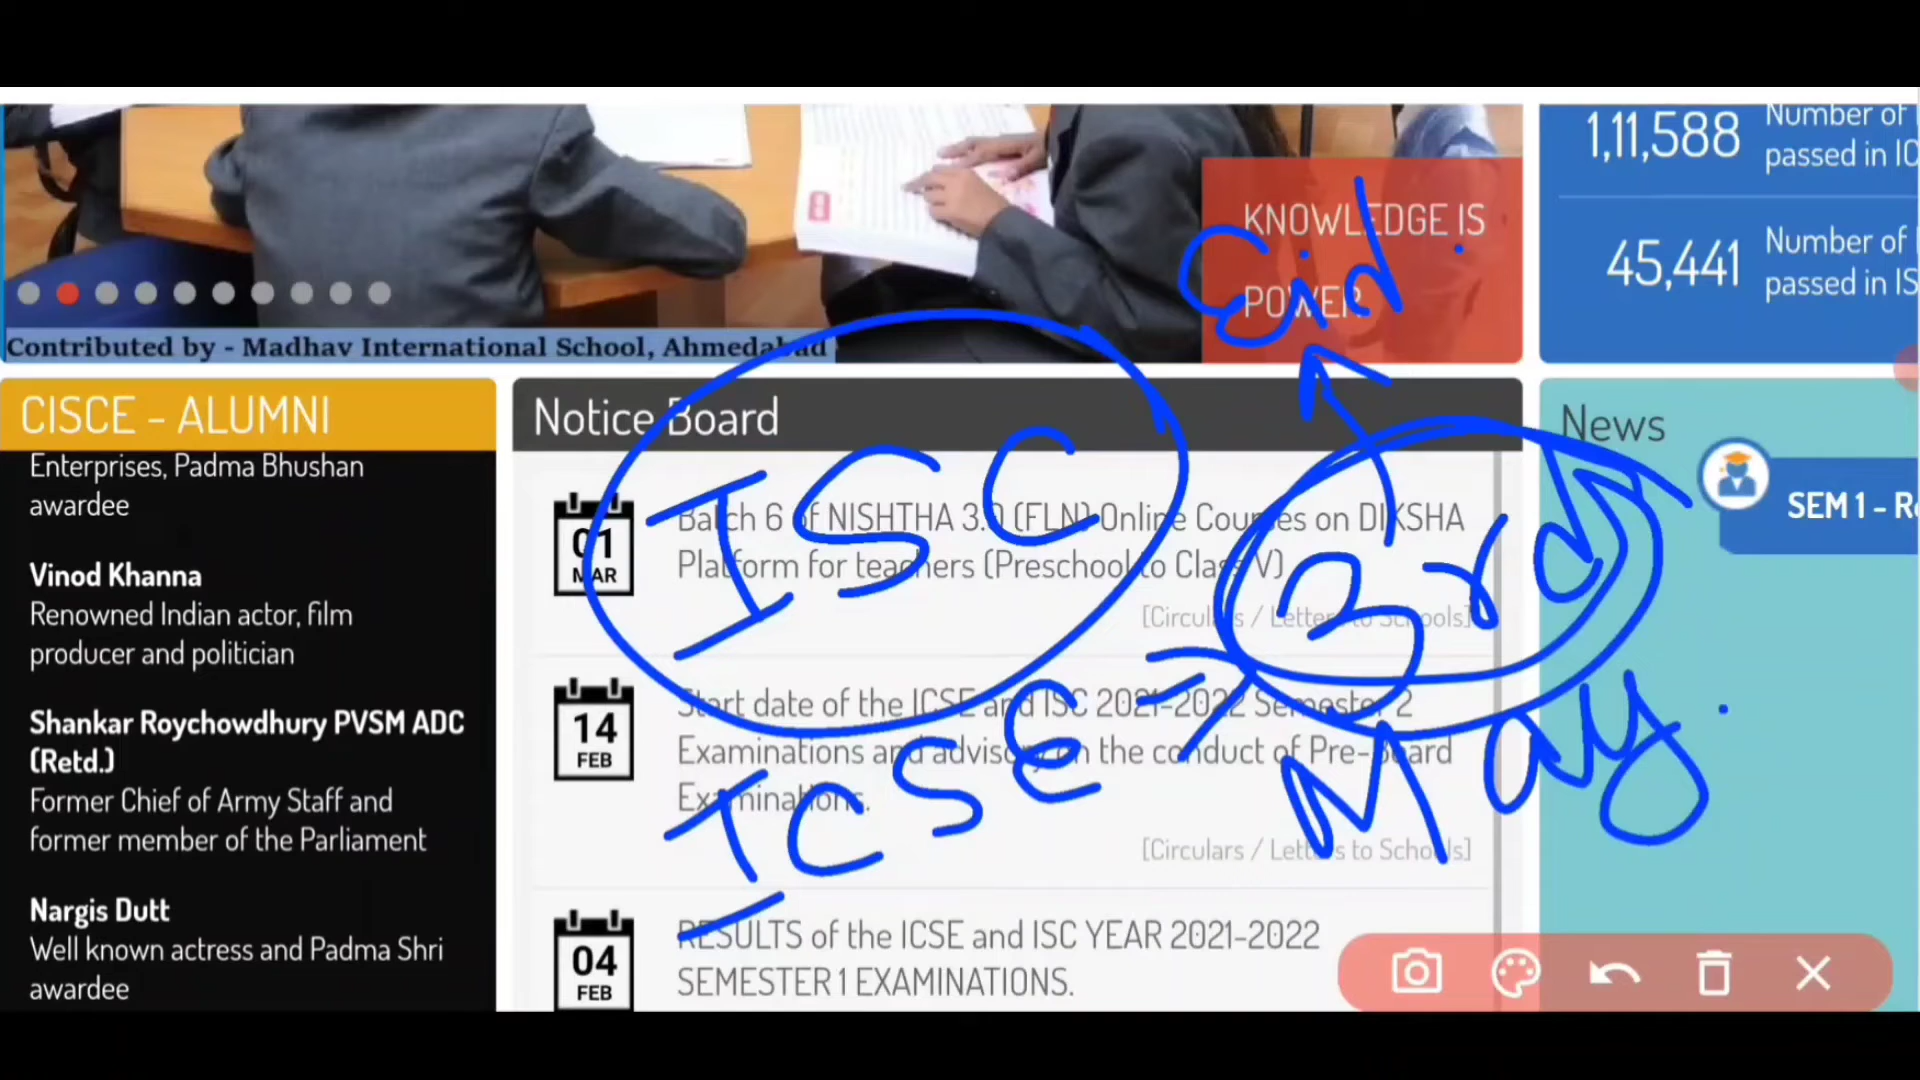 KNOWLEDGE IS
POWER
Eid.
Contributed by - Madhav International School, Ahmedabad
1,11,588
Number of
passed in IC
45,441
Number of
passed in IS
CISCE - ALUMNI
Enterprises, Padma Bhushan
awardee
Vinod Khanna
Renowned Indian actor, film
producer and politician
Shankar Roychowdhury PVSM ADC
(Retd.)
Former Chief of Army Staff and
former member of the Parliament
Nargis Dutt
Well known actress and Padma Shri
awardee
Notice Board
01
MAR
Batch 6 of NISHTHA 3.0 (FLN) Online Courses on DIKSHA
Platform for teachers (Preschool to Class V)
[Circulars / Letters to Schools]
14
FEB
Start date of the ICSE and ISC 2021-2022 Semester 2
Examinations and advisory on the conduct of Pre-Board
Examinations.
[Circulars / Letters to Schools]
04
FEB
RESULTS of the ICSE and ISC YEAR 2021-2022
SEMESTER 1 EXAMINATIONS.
ISC
ICSE
3rd
May.
News
SEM 1 - Re